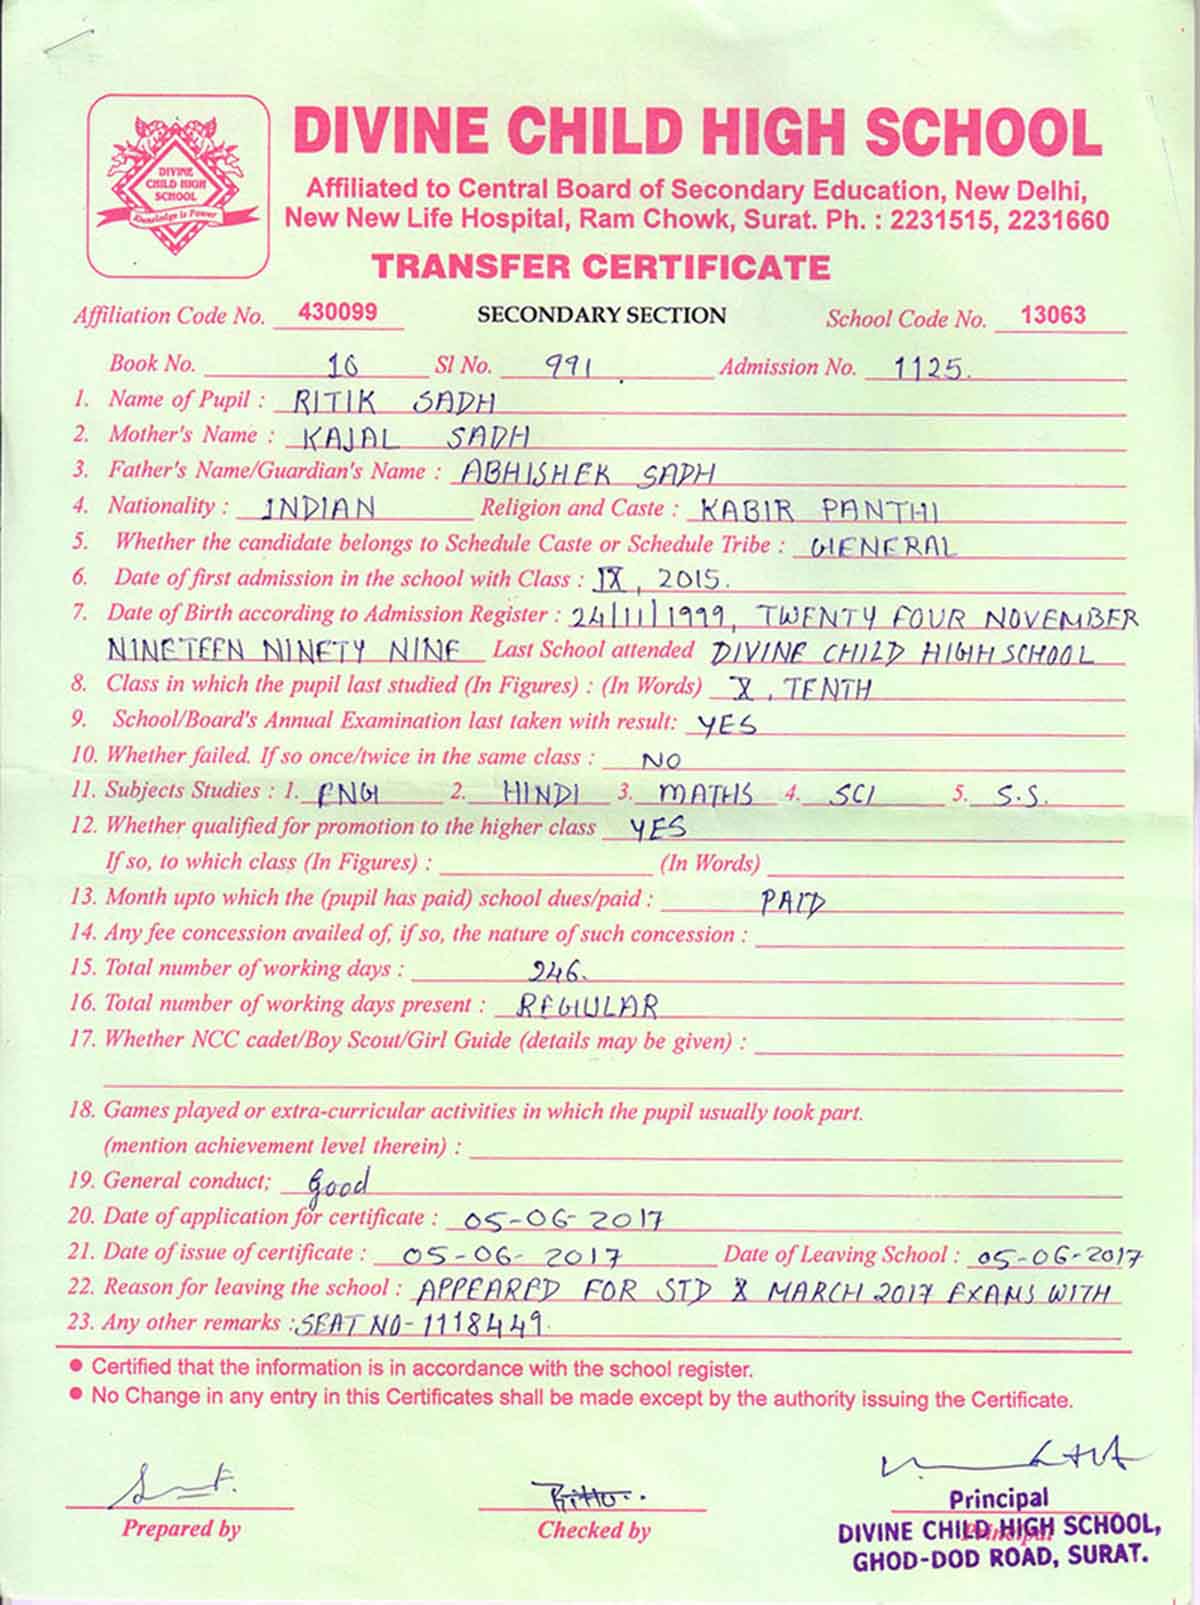 DIVINE CHILD HIGH SCHOOL
DIVINE
CHILD HIGH
SCHOOL
Knowledge is Power
Affiliated to Central Board of Secondary Education, New Delhi,
New New Life Hospital, Ram Chowk, Surat. Ph. : 2231515, 2231660
TRANSFER CERTIFICATE
Affiliation Code No. 430099 SECONDARY SECTION School Code No. 13063
Book No. 10 Sl No. 991 Admission No. 1125.
1. Name of Pupil : RITIK SADH
2. Mother's Name : KAJAL SADH
3. Father's Name/Guardian's Name : ABHISHEK SADH
4. Nationality : INDIAN Religion and Caste : KABIR PANTHI
5. Whether the candidate belongs to Schedule Caste or Schedule Tribe : GENERAL
6. Date of first admission in the school with Class : IX, 2015.
7. Date of Birth according to Admission Register : 24/11/1999, TWENTY FOUR NOVEMBER
NINETEEN NINETY NINE Last School attended DIVINE CHILD HIGH SCHOOL
8. Class in which the pupil last studied (In Figures) : (In Words) X, TENTH
9. School/Board's Annual Examination last taken with result: YES
10. Whether failed. If so once/twice in the same class : NO
11. Subjects Studies : 1. ENG 2. HINDI 3. MATHS 4. SCI 5. S.S.
12. Whether qualified for promotion to the higher class YES
If so, to which class (In Figures) : (In Words)
13. Month upto which the (pupil has paid) school dues/paid : PAID
14. Any fee concession availed of, if so, the nature of such concession :
15. Total number of working days : 246.
16. Total number of working days present : REGULAR
17. Whether NCC cadet/Boy Scout/Girl Guide (details may be given) :
18. Games played or extra-curricular activities in which the pupil usually took part.
(mention achievement level therein) :
19. General conduct; Good
20. Date of application for certificate : 05-06-2017
21. Date of issue of certificate : 05-06-2017 Date of Leaving School : 05-06-2017
22. Reason for leaving the school : APPEARED FOR STD X MARCH 2017 EXAMS WITH
23. Any other remarks : SEAT NO-1118449.
● Certified that the information is in accordance with the school register.
● No Change in any entry in this Certificates shall be made except by the authority issuing the Certificate.
Prepared by Checked by Principal
Principal
DIVINE CHILD HIGH SCHOOL,
GHOD-DOD ROAD, SURAT.